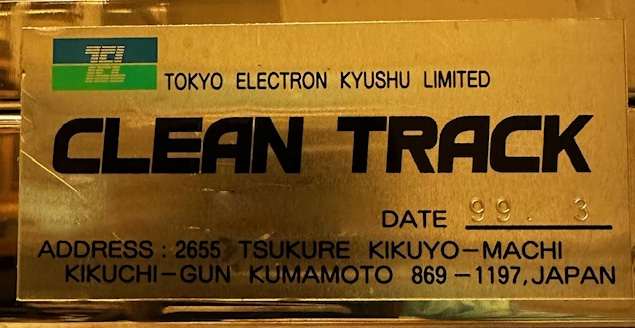 TEL
TOKYO ELECTRON KYUSHU LIMITED
CLEAN TRACK
DATE 99. 3
ADDRESS : 2655 TSUKURE KIKUYO-MACHI
KIKUCHI-GUN KUMAMOTO 869-1197, JAPAN